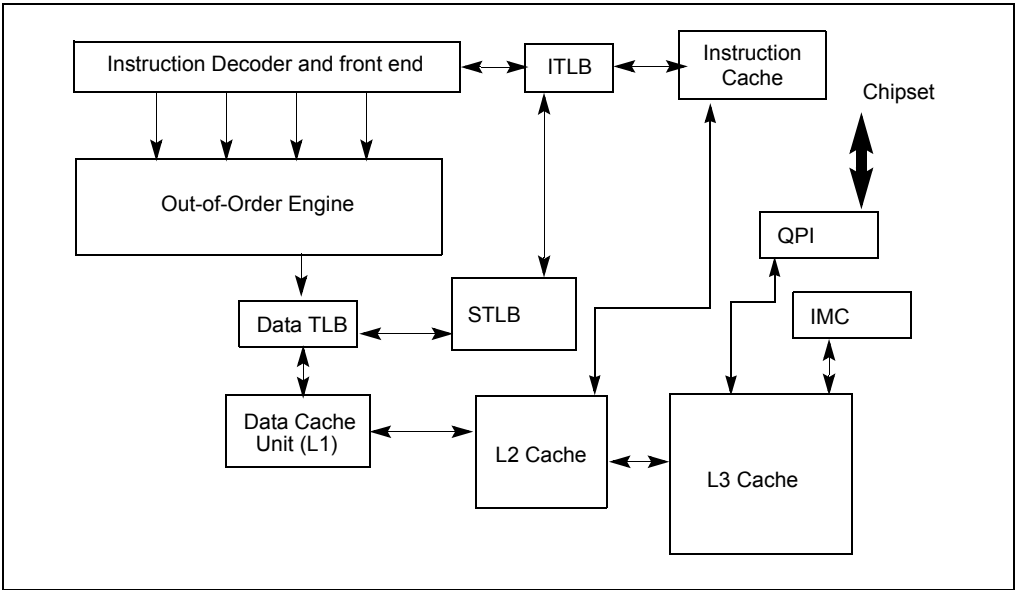 Instruction Decoder and front end
ITLB
Instruction
Cache
Chipset
Out-of-Order Engine
QPI
Data TLB
STLB
IMC
Data Cache
Unit (L1)
L2 Cache
L3 Cache